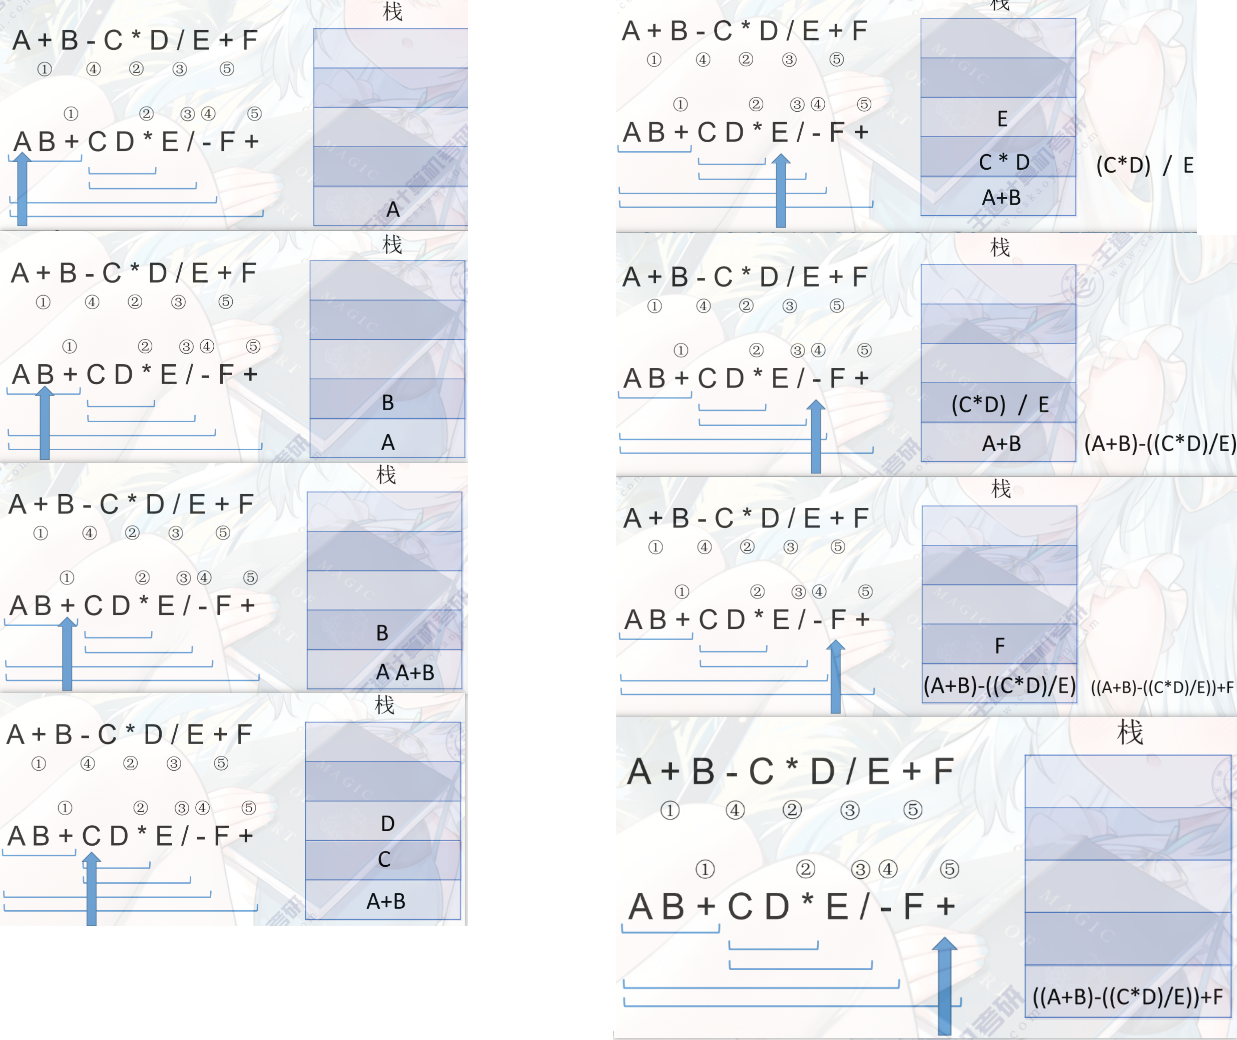 栈
A + B - C * D / E + F
① ④ ② ③ ⑤
① ② ③ ④ ⑤
A B + C D * E / - F +
A
栈
A + B - C * D / E + F
① ④ ② ③ ⑤
① ② ③ ④ ⑤
A B + C D * E / - F +
B
A
栈
A + B - C * D / E + F
① ④ ② ③ ⑤
① ② ③ ④ ⑤
A B + C D * E / - F +
B
A A+B
栈
A + B - C * D / E + F
① ④ ② ③ ⑤
① ② ③ ④ ⑤
A B + C D * E / - F +
D
C
A+B
栈
A + B - C * D / E + F
① ④ ② ③ ⑤
① ② ③ ④ ⑤
A B + C D * E / - F +
E
C * D
(C*D) / E
A+B
栈
A + B - C * D / E + F
① ④ ② ③ ⑤
① ② ③ ④ ⑤
A B + C D * E / - F +
(C*D) / E
A+B
(A+B)-((C*D)/E)
栈
A + B - C * D / E + F
① ④ ② ③ ⑤
① ② ③ ④ ⑤
A B + C D * E / - F +
F
(A+B)-((C*D)/E)
((A+B)-((C*D)/E))+F
栈
A + B - C * D / E + F
① ④ ② ③ ⑤
① ② ③ ④ ⑤
A B + C D * E / - F +
((A+B)-((C*D)/E))+F